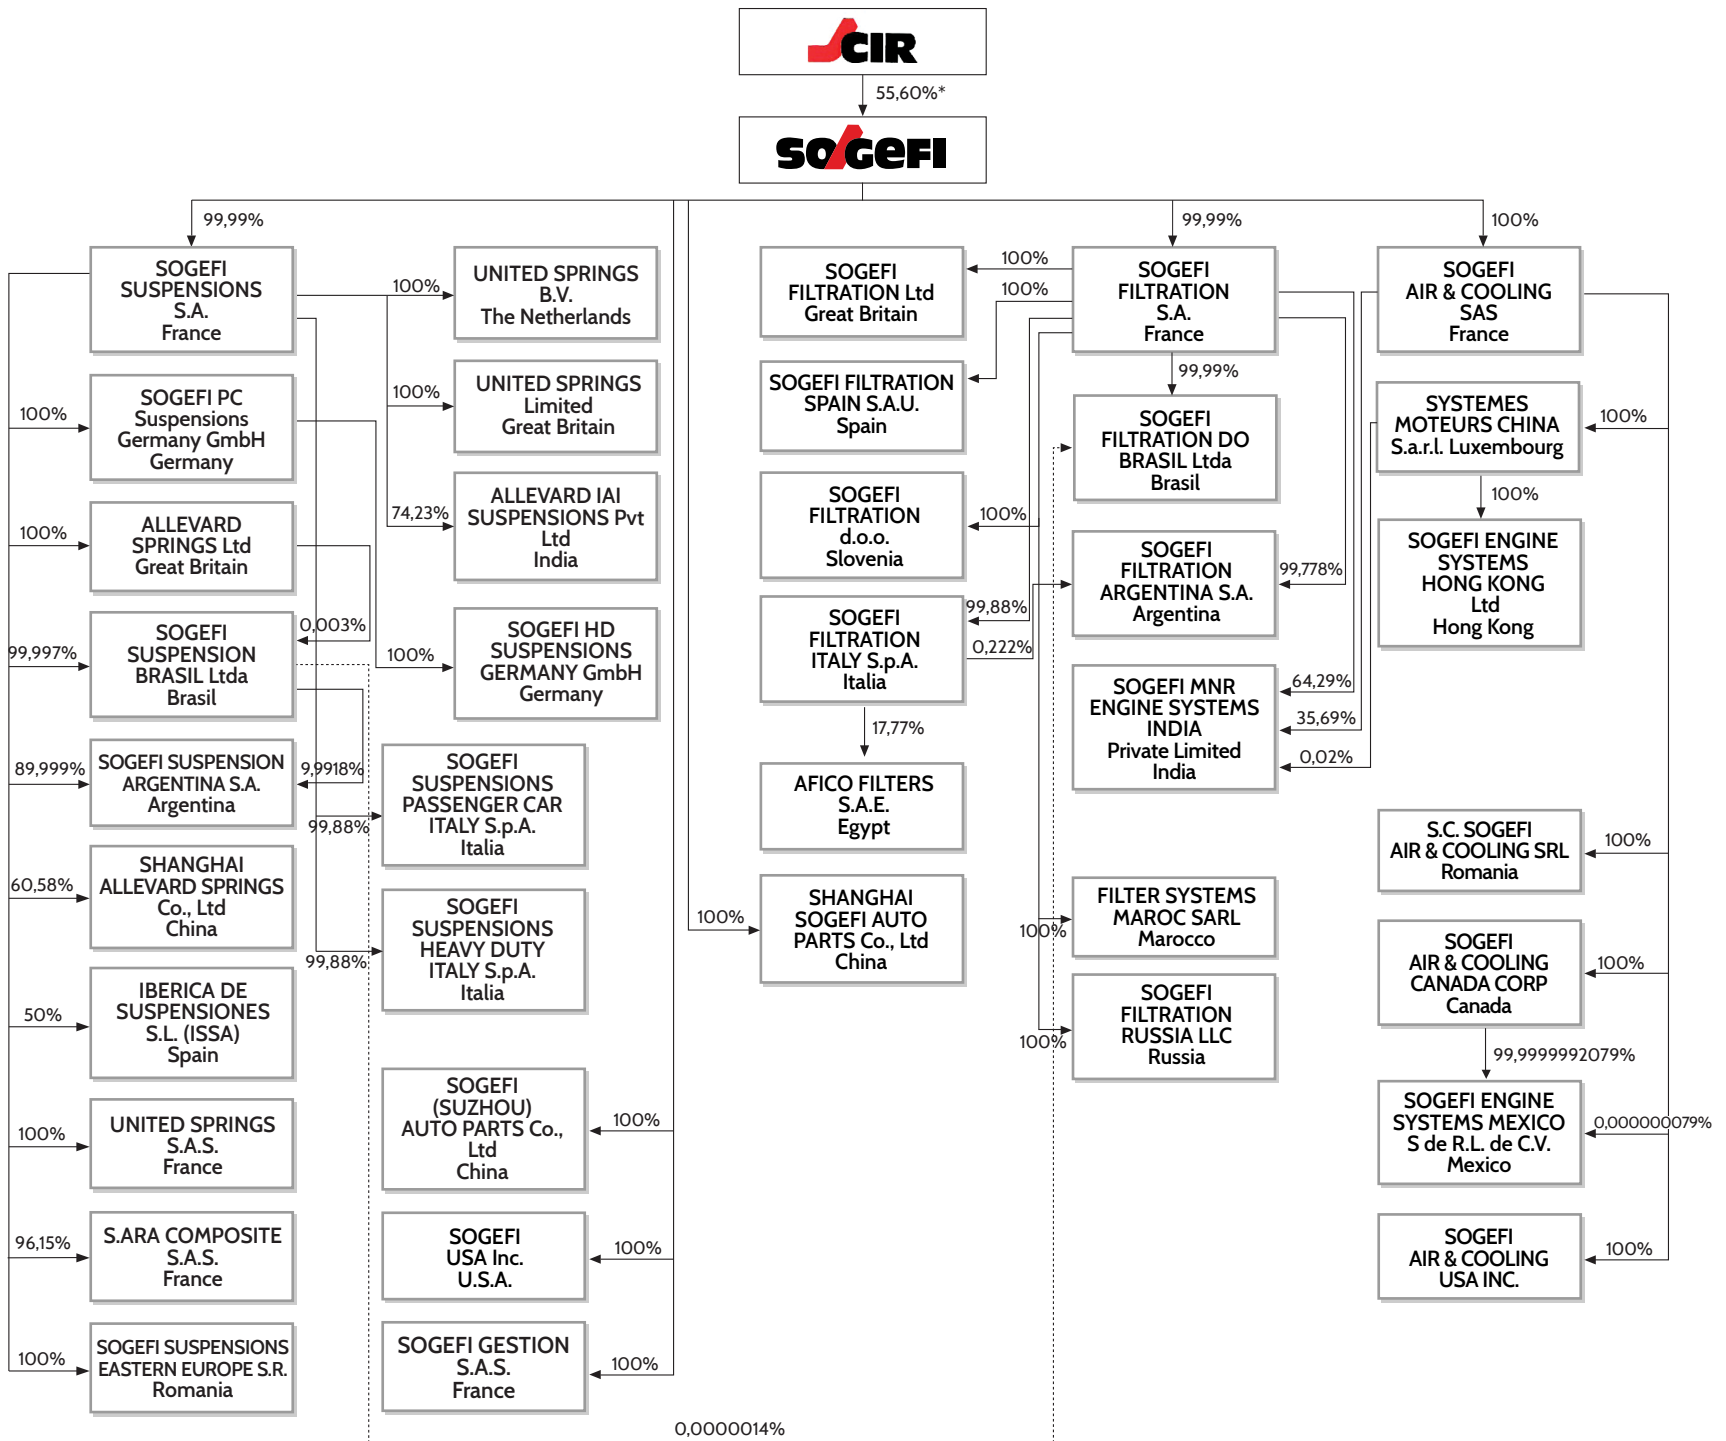 CIR
55,60%*
SOGEFI
99,99%
99,99%
100%
SOGEFI
SUSPENSIONS
S.A.
France
100%
UNITED SPRINGS
B.V.
The Netherlands
SOGEFI
FILTRATION Ltd
Great Britain
100%
100%
SOGEFI
FILTRATION
S.A.
France
SOGEFI
AIR & COOLING
SAS
France
100%
SOGEFI PC
Suspensions
Germany GmbH
Germany
100%
UNITED SPRINGS
Limited
Great Britain
SOGEFI FILTRATION
SPAIN S.A.U.
Spain
99,99%
SOGEFI
FILTRATION DO
BRASIL Ltda
Brasil
SYSTEMES
MOTEURS CHINA
S.a.r.l. Luxembourg
100%
100%
100%
ALLEVARD
SPRINGS Ltd
Great Britain
74,23%
ALLEVARD IAI
SUSPENSIONS Pvt
Ltd
India
SOGEFI
FILTRATION
d.o.o.
Slovenia
100%
SOGEFI
FILTRATION
ARGENTINA S.A.
Argentina
99,778%
SOGEFI ENGINE
SYSTEMS
HONG KONG
Ltd
Hong Kong
99,997%
SOGEFI
SUSPENSION
BRASIL Ltda
Brasil
0,003%
100%
SOGEFI HD
SUSPENSIONS
GERMANY GmbH
Germany
SOGEFI
FILTRATION
ITALY S.p.A.
Italia
99,88%
0,222%
17,77%
SOGEFI MNR
ENGINE SYSTEMS
INDIA
Private Limited
India
64,29%
35,69%
0,02%
89,999%
SOGEFI SUSPENSION
ARGENTINA S.A.
Argentina
9,9918%
99,88%
SOGEFI
SUSPENSIONS
PASSENGER CAR
ITALY S.p.A.
Italia
AFICO FILTERS
S.A.E.
Egypt
S.C. SOGEFI
AIR & COOLING SRL
Romania
100%
60,58%
SHANGHAI
ALLEVARD SPRINGS
Co., Ltd
China
99,88%
SOGEFI
SUSPENSIONS
HEAVY DUTY
ITALY S.p.A.
Italia
100%
SHANGHAI
SOGEFI AUTO
PARTS Co., Ltd
China
100%
FILTER SYSTEMS
MAROC SARL
Marocco
SOGEFI
AIR & COOLING
CANADA CORP
Canada
100%
50%
IBERICA DE
SUSPENSIONES
S.L. (ISSA)
Spain
100%
SOGEFI
FILTRATION
RUSSIA LLC
Russia
99,9999992079%
100%
UNITED SPRINGS
S.A.S.
France
SOGEFI
(SUZHOU)
AUTO PARTS Co.,
Ltd
China
100%
SOGEFI ENGINE
SYSTEMS MEXICO
S de R.L. de C.V.
Mexico
0,000000079%
96,15%
S.ARA COMPOSITE
S.A.S.
France
SOGEFI
USA Inc.
U.S.A.
100%
SOGEFI
AIR & COOLING
USA INC.
100%
100%
SOGEFI SUSPENSIONS
EASTERN EUROPE S.R.
Romania
SOGEFI GESTION
S.A.S.
France
100%
0,0000014%